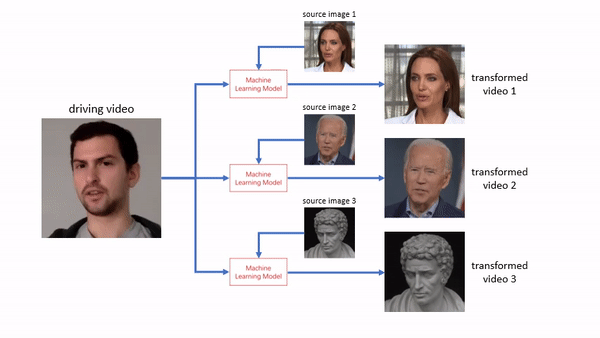 source image 1
Machine
Learning Model
transformed
video 1
driving video
source image 2
Machine
Learning Model
transformed
video 2
source image 3
Machine
Learning Model
transformed
video 3